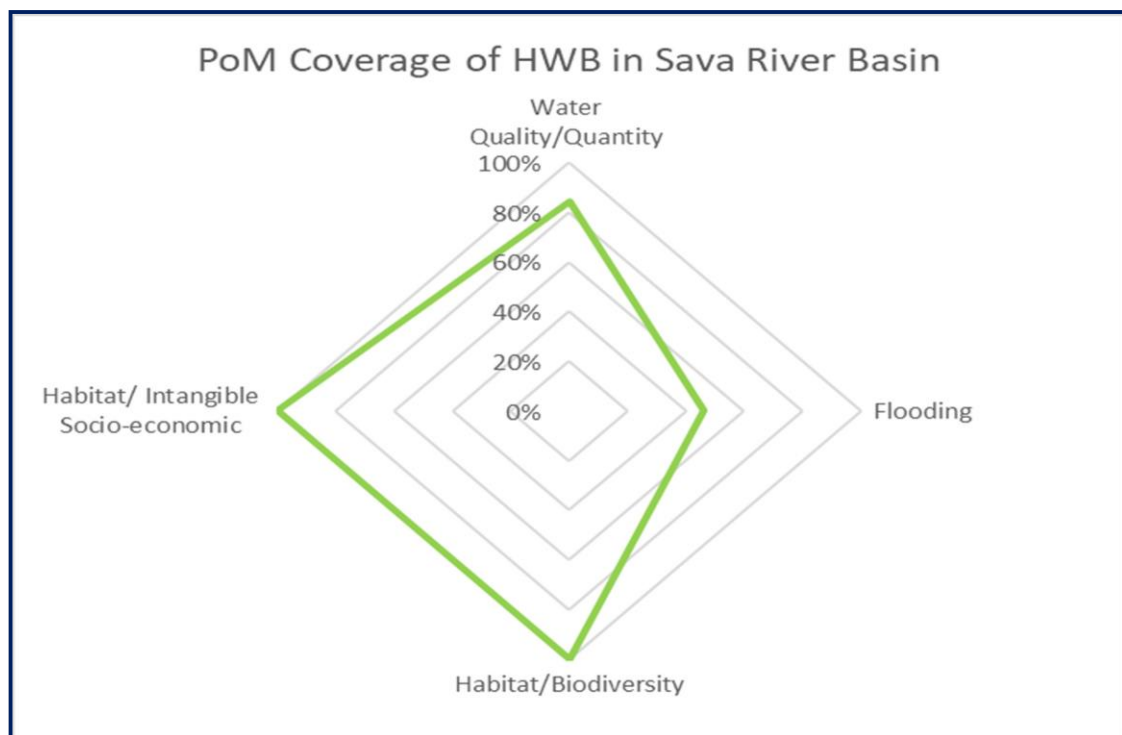 PoM Coverage of HWB in Sava River Basin
Water
Quality/Quantity
100%
80%
60%
40%
20%
0%
Habitat/ Intangible
Socio-economic
Flooding
Habitat/Biodiversity